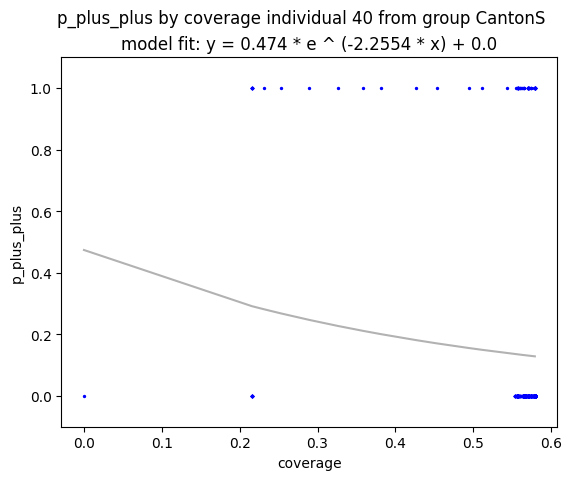 p_plus_plus by coverage individual 40 from group CantonS
model fit: y = 0.474 * e ^ (-2.2554 * x) + 0.0
1.0
0.8
0.6
0.4
0.2
0.0
p_plus_plus
0.0 0.1 0.2 0.3 0.4 0.5 0.6
coverage